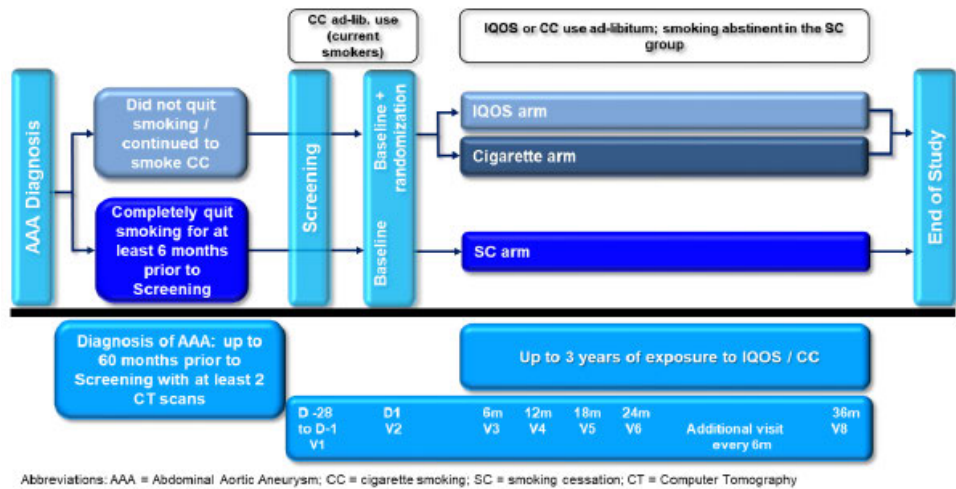 CC ad-lib. use
(current
smokers)
IQOS or CC use ad-libitum; smoking abstinent in the SC
group
AAA Diagnosis
Did not quit
smoking /
continued to
smoke CC
Completely quit
smoking for at
least 6 months
prior to
Screening
Screening
Baseline +
randomization
Baseline
IQOS arm
Cigarette arm
SC arm
End of Study
Diagnosis of AAA: up to
60 months prior to
Screening with at least 2
CT scans
Up to 3 years of exposure to IQOS / CC
D -28 D1 6m 12m 18m 24m 36m
to D-1 V2 V3 V4 V5 V6 Additional visit V8
V1 every 6m
Abbreviations: AAA = Abdominal Aortic Aneurysm; CC = cigarette smoking; SC = smoking cessation; CT = Computer Tomography